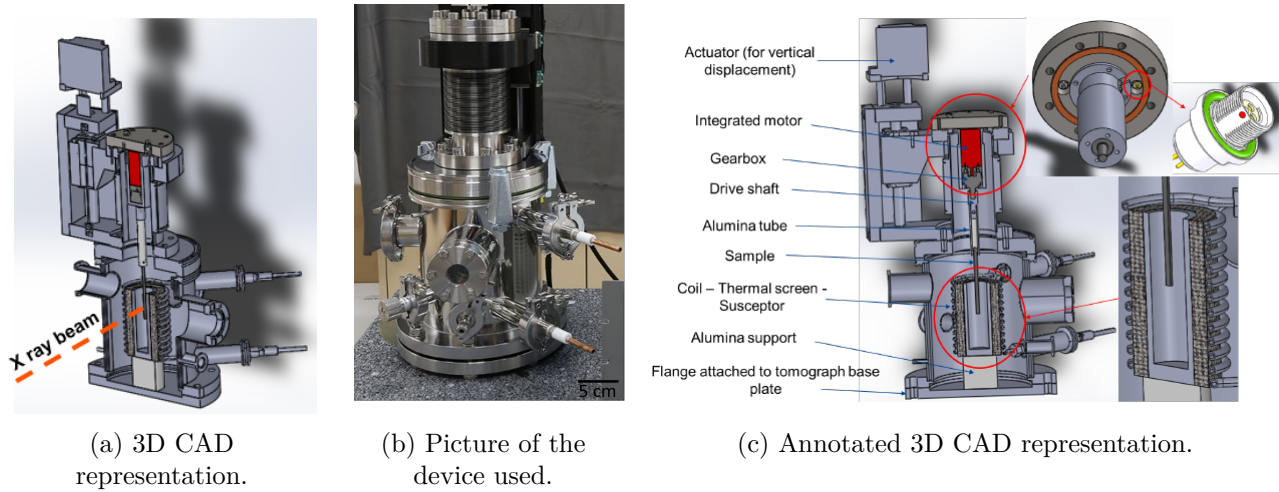 X ray beam
5 cm
Actuator (for vertical
displacement)
Integrated motor
Gearbox
Drive shaft
Alumina tube
Sample
Coil – Thermal screen -
Susceptor
Alumina support
Flange attached to tomograph base
plate
(a) 3D CAD
representation.
(b) Picture of the
device used.
(c) Annotated 3D CAD representation.